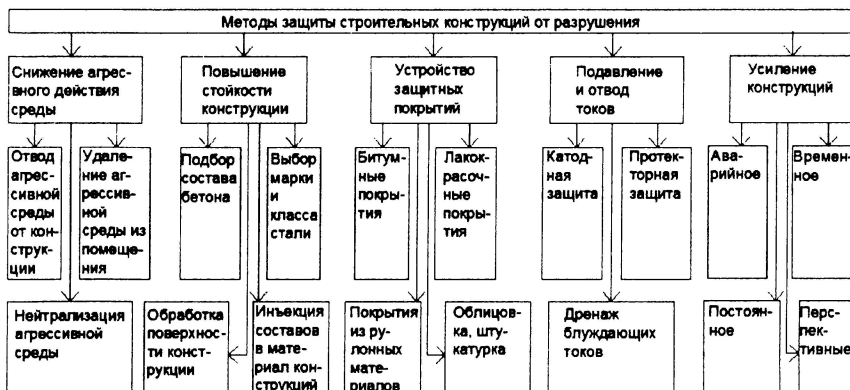 Методы защиты строительных конструкций от разрушения
Снижение агрес-
вного действия
среды
Повышение
стойкости
конструкции
Устройство
защитных
покрытий
Подавление
и отвод
токов
Усиление
конструкций
Отвод
агрес-
сивной
среды
от конст-
рукции
Удале-
ние аг-
рессив-
ной
среды из
помеще-
ния
Подбор
состава
бетона
Выбор
марки
и
класса
стали
Битум-
ные
покры-
тия
Лакок-
расоч-
ные
покры-
тия
Катод-
ная
защита
Протек-
торная
защита
Ава-
рийное
Времен-
ное
Нейтрализация
агрессивной
среды
Обработка
поверхнос-
ти конст-
рукции
Инъекция
составов
в матери-
ал конст-
рукций
Покрытия
из ру-
лонных
мате-
риалов
Облицов-
ка, шту-
катурка
Дренаж
блуждающих
токов
Постоян-
ное
Перс-
пек-
тивные